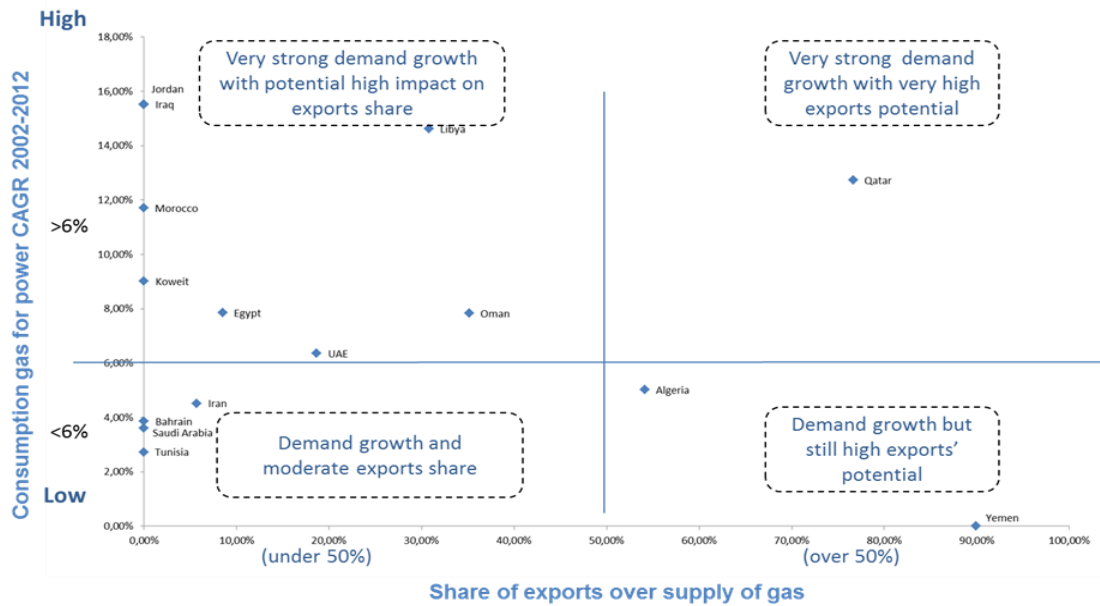 High
18,00%
16,00%
14,00%
12,00%
10,00%
8,00%
6,00%
4,00%
2,00%
0,00%
Consumption gas for power CAGR 2002-2012
>6%
<6%
Low
Very strong demand growth
with potential high impact on
exports share
Very strong demand
growth with very high
exports potential
Jordan
Iraq
Libya
Qatar
Morocco
Koweit
Egypt
Oman
UAE
Algeria
Iran
Bahrain
Saudi Arabia
Tunisia
Demand growth and
moderate exports share
Demand growth but
still high exports’
potential
Yemen
0,00% 10,00% 20,00% 30,00% 40,00% 50,00% 60,00% 70,00% 80,00% 90,00% 100,00%
(under 50%) (over 50%)
Share of exports over supply of gas